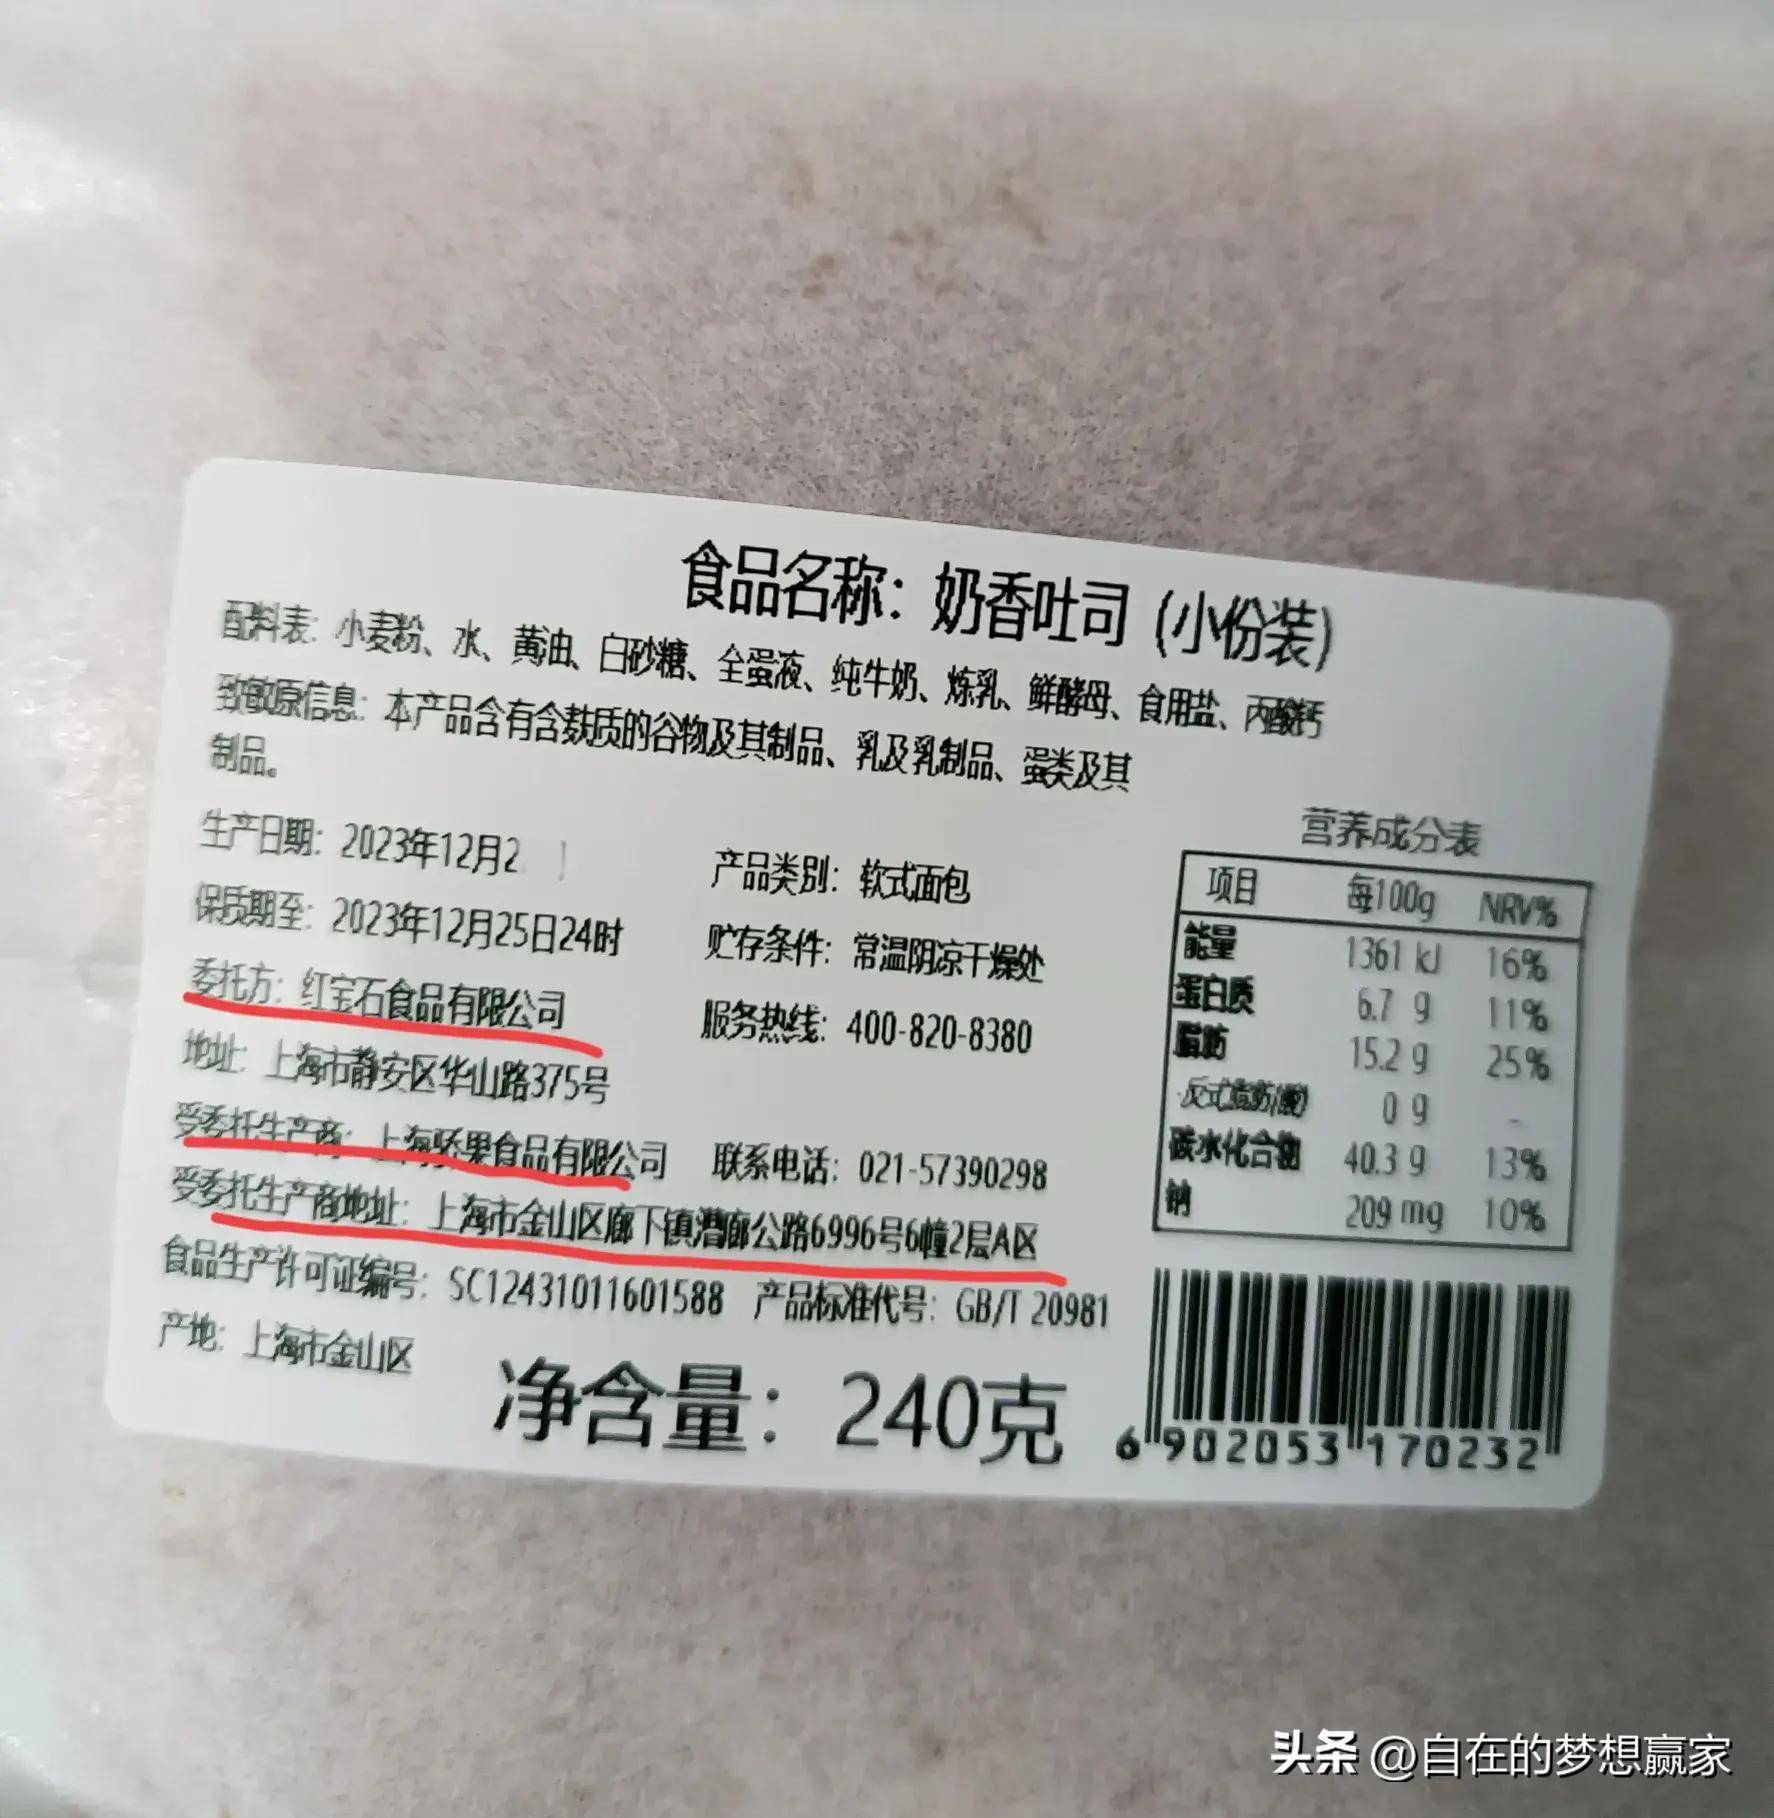 食品名称：奶香吐司（小份装）
配料表：小麦粉、水、黄油、白砂糖、全蛋液、纯牛奶、炼乳、鲜酵母、食用盐、丙酸钙
致敏原信息：本产品含有含麸质的谷物及其制品、乳及乳制品、蛋类及其
制品。
生产日期：2023年12月2
产品类别：软式面包
保质期至：2023年12月25日24时
贮存条件：常温阴凉干燥处
委托方：红宝石食品有限公司
服务热线：400-820-8380
地址：上海市静安区华山路375号
受委托生产商：上海骄果食品有限公司 联系电话：021-57390298
受委托生产商地址：上海市金山区廊下镇漕廊公路6996号6幢2层A区
食品生产许可证编号：SC12431011601588 产品标准代号：GB/T 20981
产地：上海市金山区
净含量：240克
营养成分表
项目 每100g NRV%
能量 1361 kJ 16%
蛋白质 6.7 g 11%
脂肪 15.2 g 25%
-反式脂肪(酸) 0 g -
碳水化合物 40.3 g 13%
钠 209 mg 10%
6 902053 170232
头条 @自在的梦想赢家